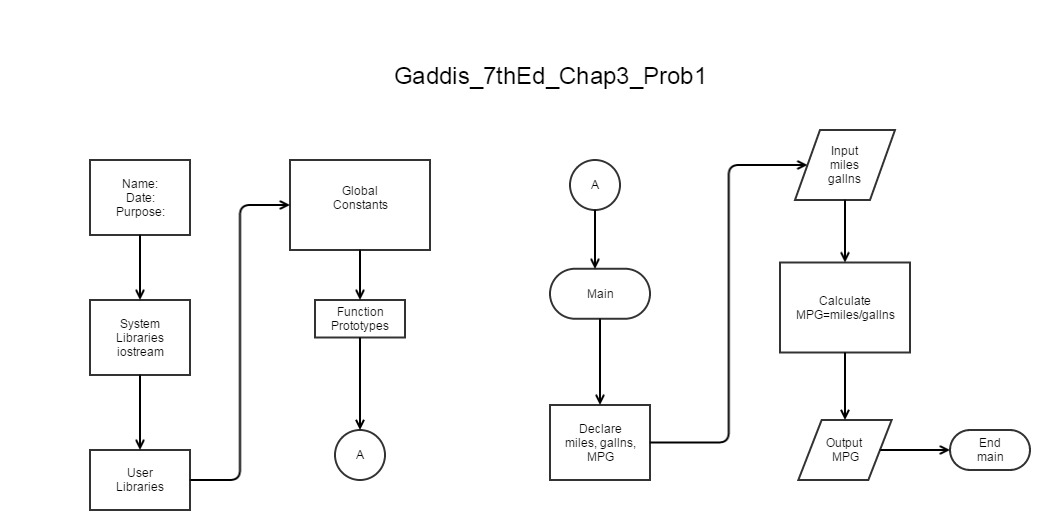 Gaddis_7thEd_Chap3_Prob1
Name:
Date:
Purpose:
System
Libraries
iostream
User
Libraries
Global
Constants
Function
Prototypes
A
A
Main
Declare
miles, gallns,
MPG
Input
miles
gallns
Calculate
MPG=miles/gallns
Output
MPG
End
main